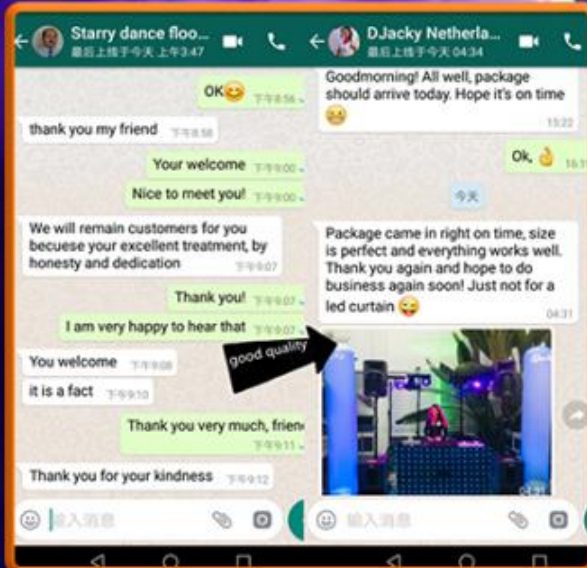 Starry dance floo...
最后上线于今天 上午3:47
OK😊 下午8:56
thank you my friend 下午8:58
Your welcome 下午9:00
Nice to meet you! 下午9:00
We will remain customers for you
becuese your excellent treatment, by
honesty and dedication 下午9:07
Thank you! 下午9:07
I am very happy to hear that 下午9:07
You welcome 下午9:08
it is a fact 下午9:10
Thank you very much, frien
下午9:11
Thank you for your kindness 下午9:12
输入消息
good quality
DJacky Netherla...
最后上线于今天 04:34
Goodmorning! All well, package
should arrive today. Hope it's on time
😁 15:22
Ok, 👌 16:1
今天
Package came in right on time, size
is perfect and everything works well.
Thank you again and hope to do
business again soon! Just not for a
led curtain 😜 04:31
04:31
输入消息